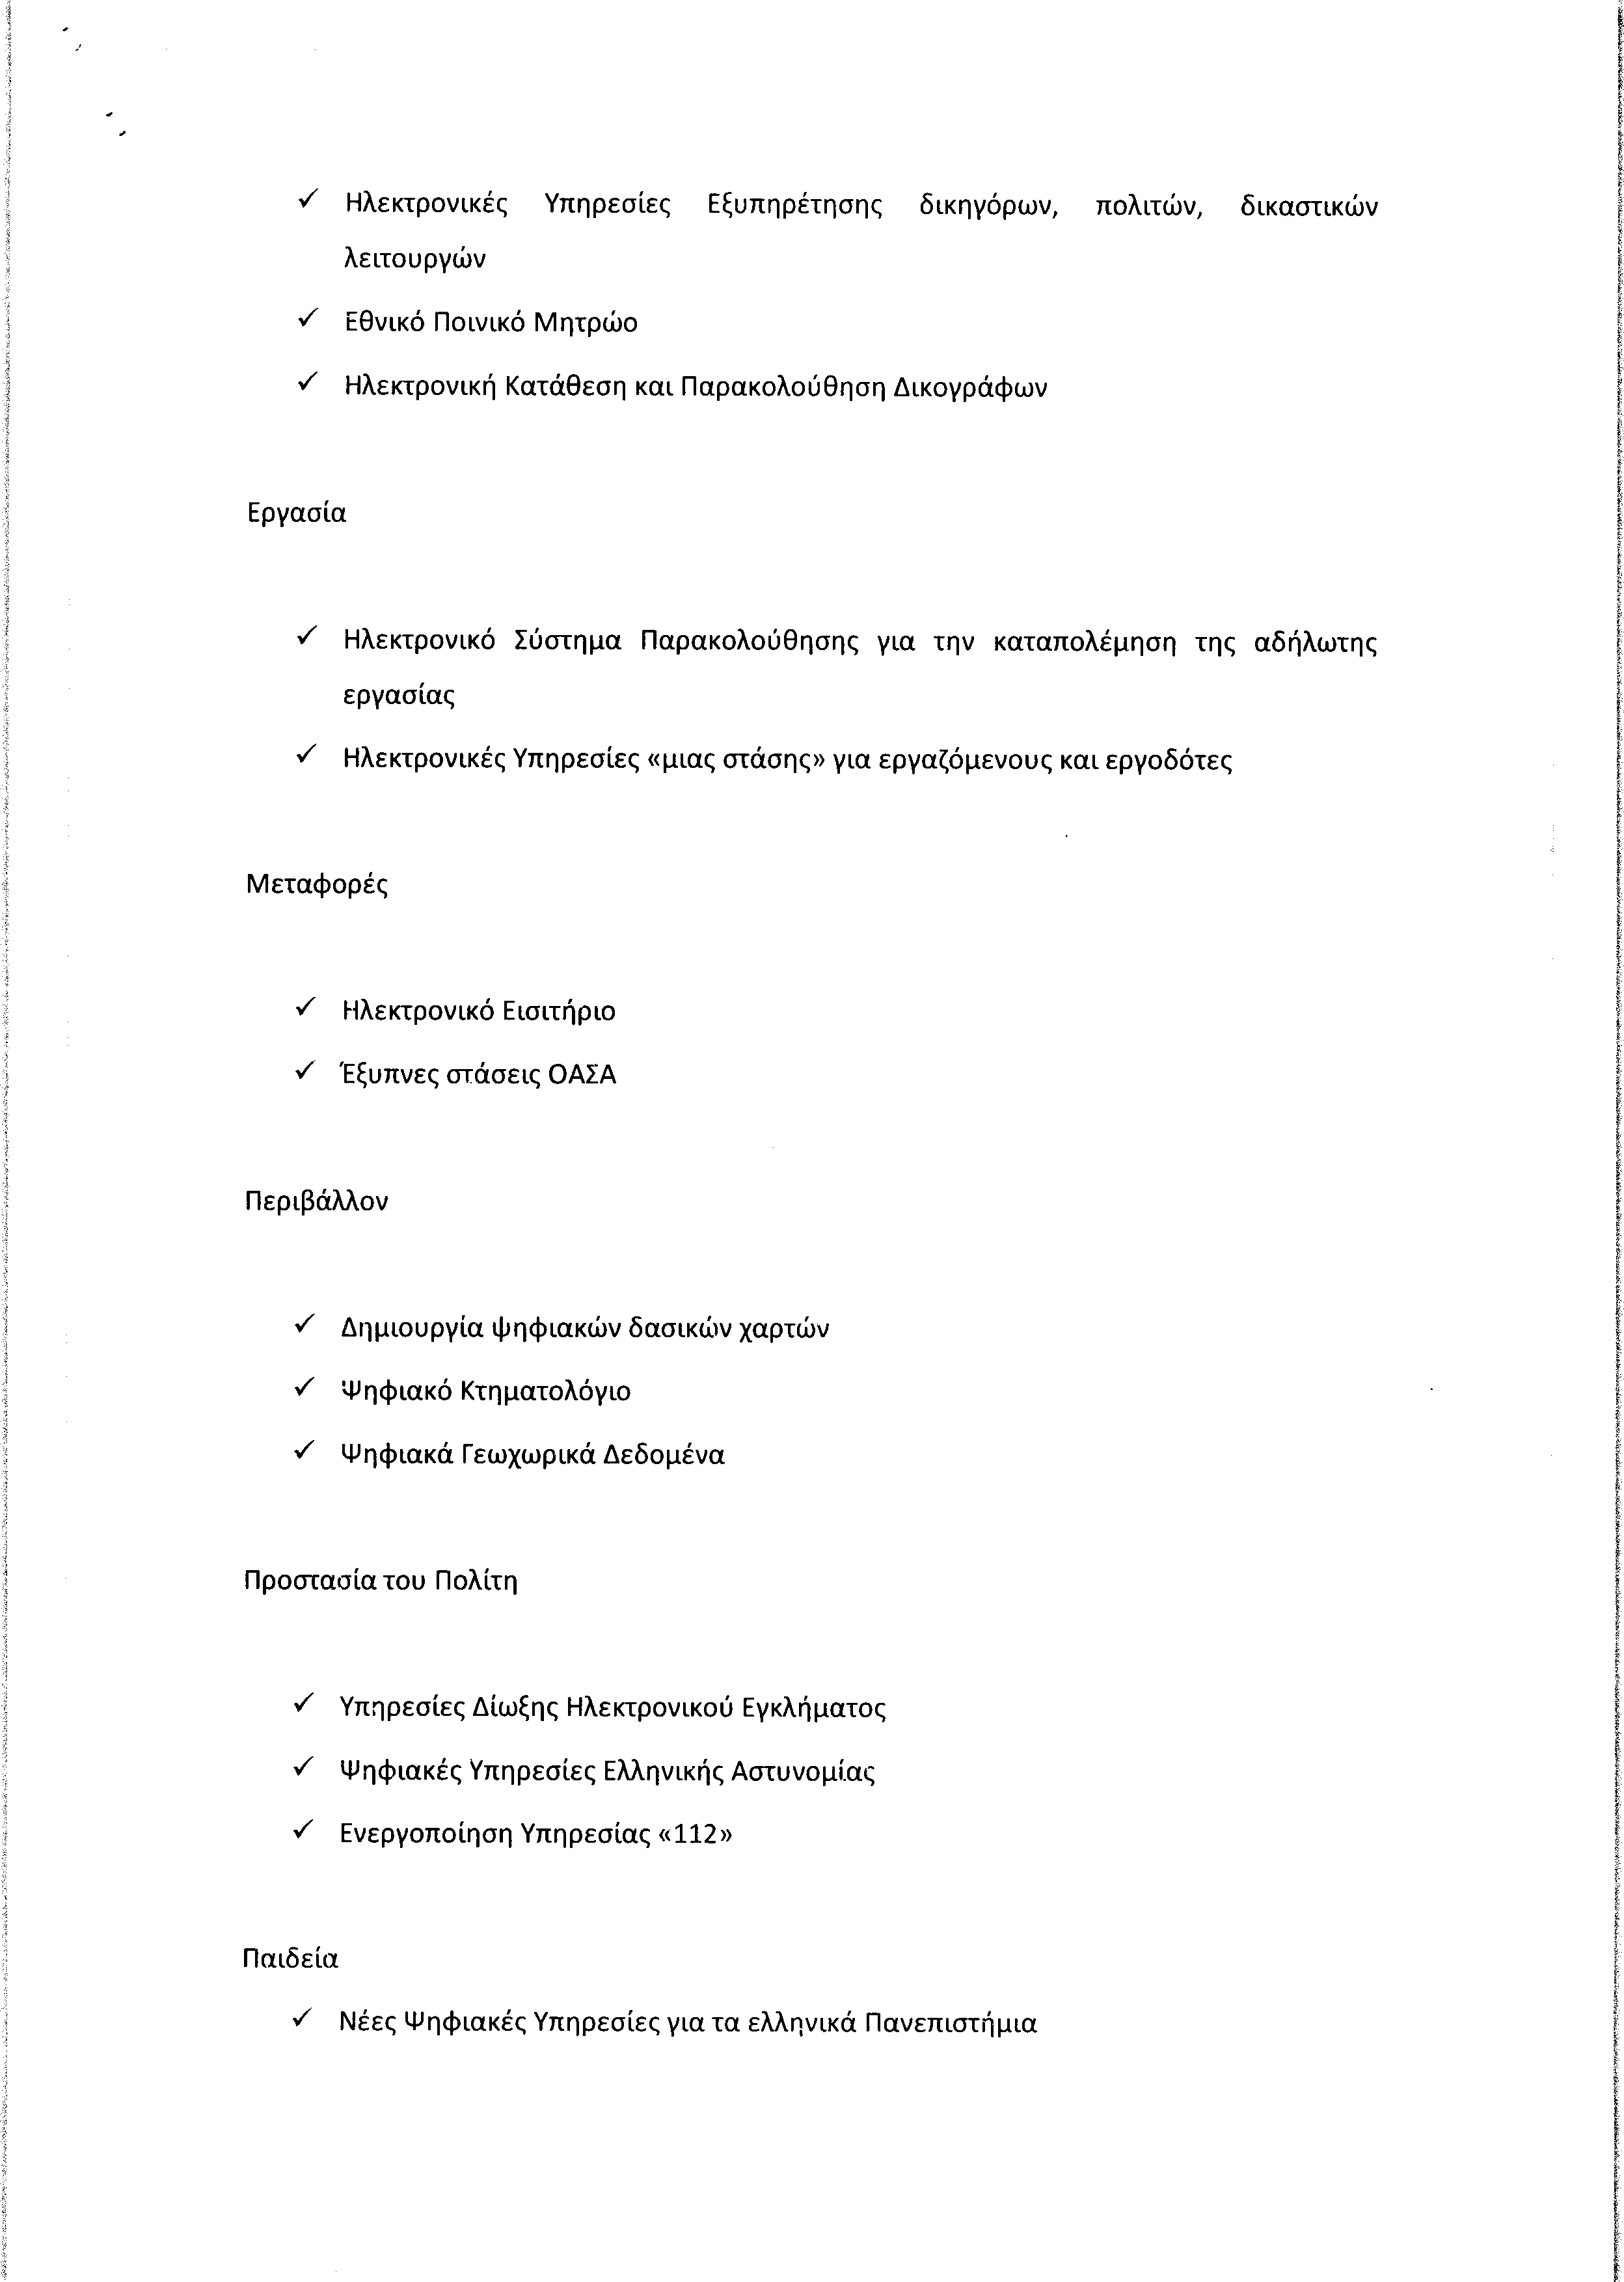 ✓ Ηλεκτρονικές Υπηρεσίες Εξυπηρέτησης δικηγόρων, πολιτών, δικαστικών
λειτουργών
✓ Εθνικό Ποινικό Μητρώο
✓ Ηλεκτρονική Κατάθεση και Παρακολούθηση Δικογράφων
Εργασία
✓ Ηλεκτρονικό Σύστημα Παρακολούθησης για την καταπολέμηση της αδήλωτης
εργασίας
✓ Ηλεκτρονικές Υπηρεσίες «μιας στάσης» για εργαζόμενους και εργοδότες
Μεταφορές
✓ Ηλεκτρονικό Εισιτήριο
✓ Έξυπνες στάσεις ΟΑΣΑ
Περιβάλλον
✓ Δημιουργία ψηφιακών δασικών χαρτών
✓ Ψηφιακό Κτηματολόγιο
✓ Ψηφιακά Γεωχωρικά Δεδομένα
Προστασία του Πολίτη
✓ Υπηρεσίες Δίωξης Ηλεκτρονικού Εγκλήματος
✓ Ψηφιακές Υπηρεσίες Ελληνικής Αστυνομίας
✓ Ενεργοποίηση Υπηρεσίας «112»
Παιδεία
✓ Νέες Ψηφιακές Υπηρεσίες για τα ελληνικά Πανεπιστήμια